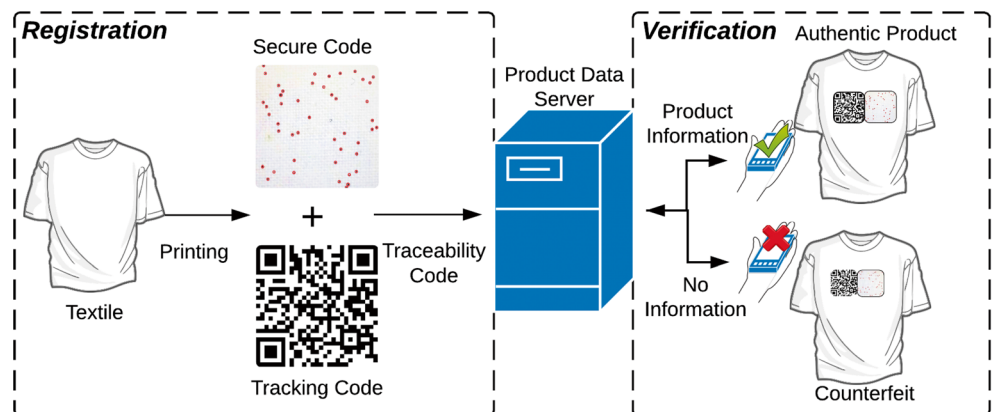 Registration
Secure Code
+
Printing
Textile
Tracking Code
Traceability
Code
Product Data
Server
Verification
Authentic Product
Product
Information
No
Information
Counterfeit